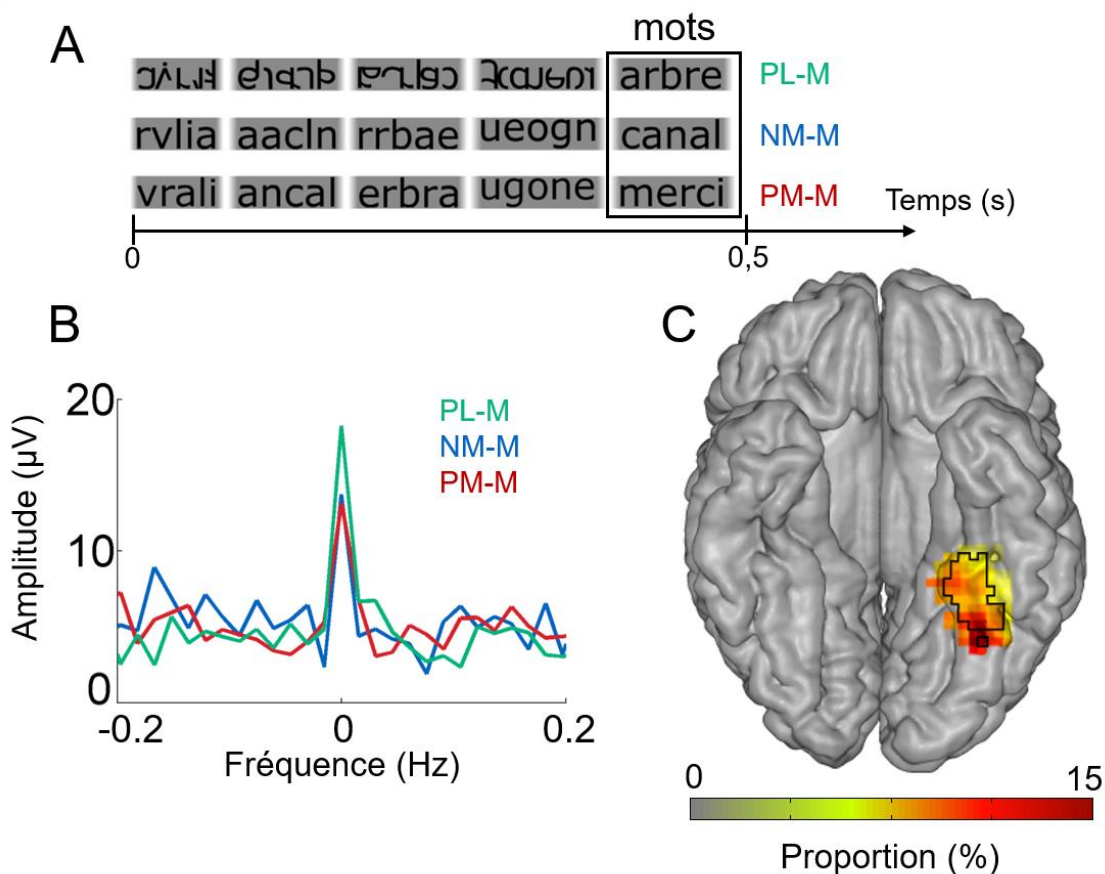 A
mots
arbre PL-M
rvlia aacln rrbae ueogn canal NM-M
vrali ancal erbra ugone merci PM-M
Temps (s)
0 0,5
B
C
20
10
0
Amplitude (µV)
PL-M
NM-M
PM-M
-0.2 0 0.2
Fréquence (Hz)
0 15
Proportion (%)